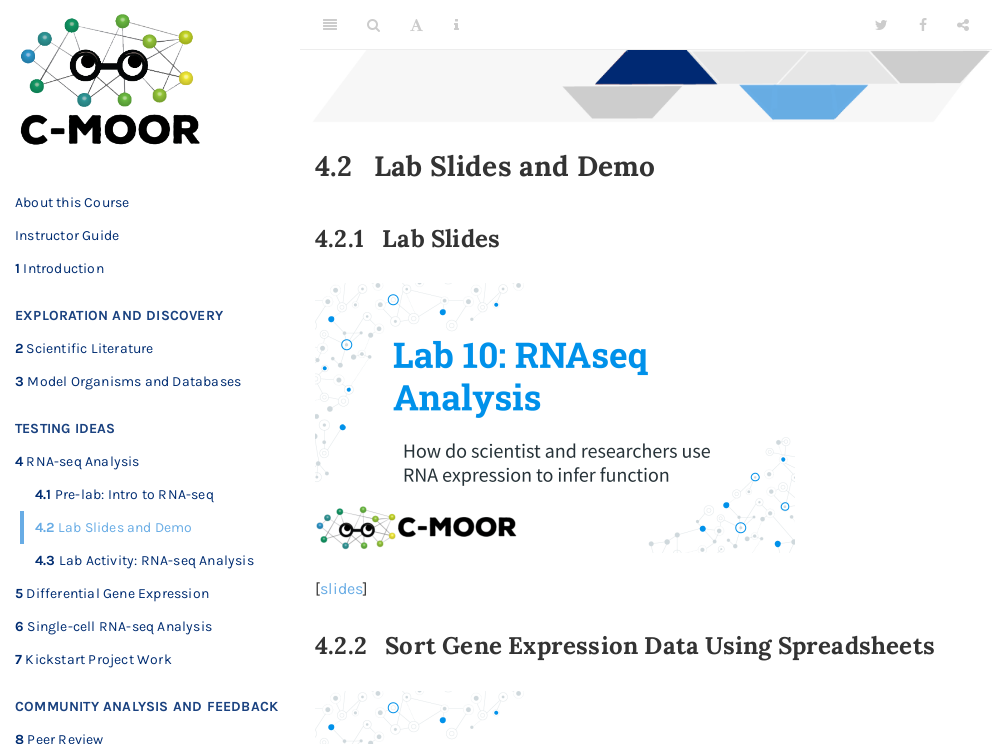 C-MOOR
About this Course
Instructor Guide
1 Introduction
EXPLORATION AND DISCOVERY
2 Scientific Literature
3 Model Organisms and Databases
TESTING IDEAS
4 RNA-seq Analysis
4.1 Pre-lab: Intro to RNA-seq
4.2 Lab Slides and Demo
4.3 Lab Activity: RNA-seq Analysis
5 Differential Gene Expression
6 Single-cell RNA-seq Analysis
7 Kickstart Project Work
COMMUNITY ANALYSIS AND FEEDBACK
8 Peer Review
A
4.2 Lab Slides and Demo
4.2.1 Lab Slides
Lab 10: RNAseq
Analysis
How do scientist and researchers use
RNA expression to infer function
C-MOOR
[slides]
4.2.2 Sort Gene Expression Data Using Spreadsheets